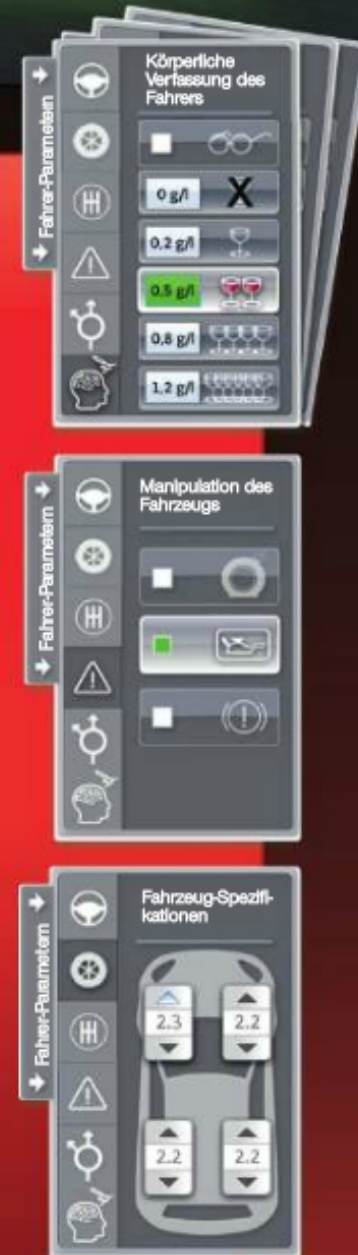 Fahrer-Parametern
Körperliche
Verfassung des
Fahrers
0 g/l
X
0,2 g/l
0,5 g/l
0,8 g/l
1,2 g/l
Fahrer-Parametern
Manipulation des
Fahrzeugs
Fahrer-Parametern
Fahrzeug-Spezifi-
kationen
2.3
2.2
2.2
2.2